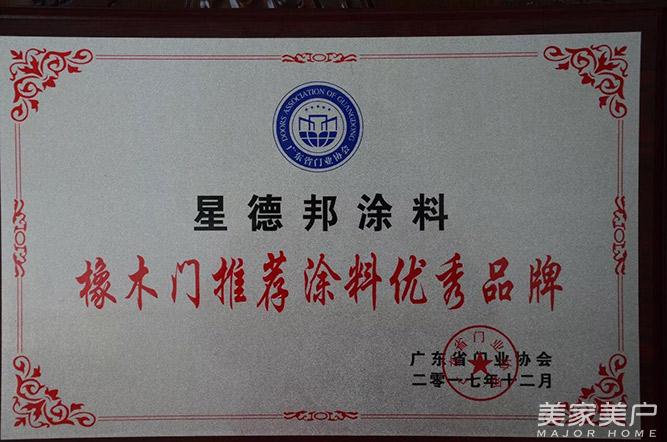 DOORS ASSOCIATION OF GUANGDONG
广东省门业协会
星德邦涂料
橡木门推荐涂料优秀品牌
广东省门业协会
二零一七年十二月
美家美户
MAJOR HOME